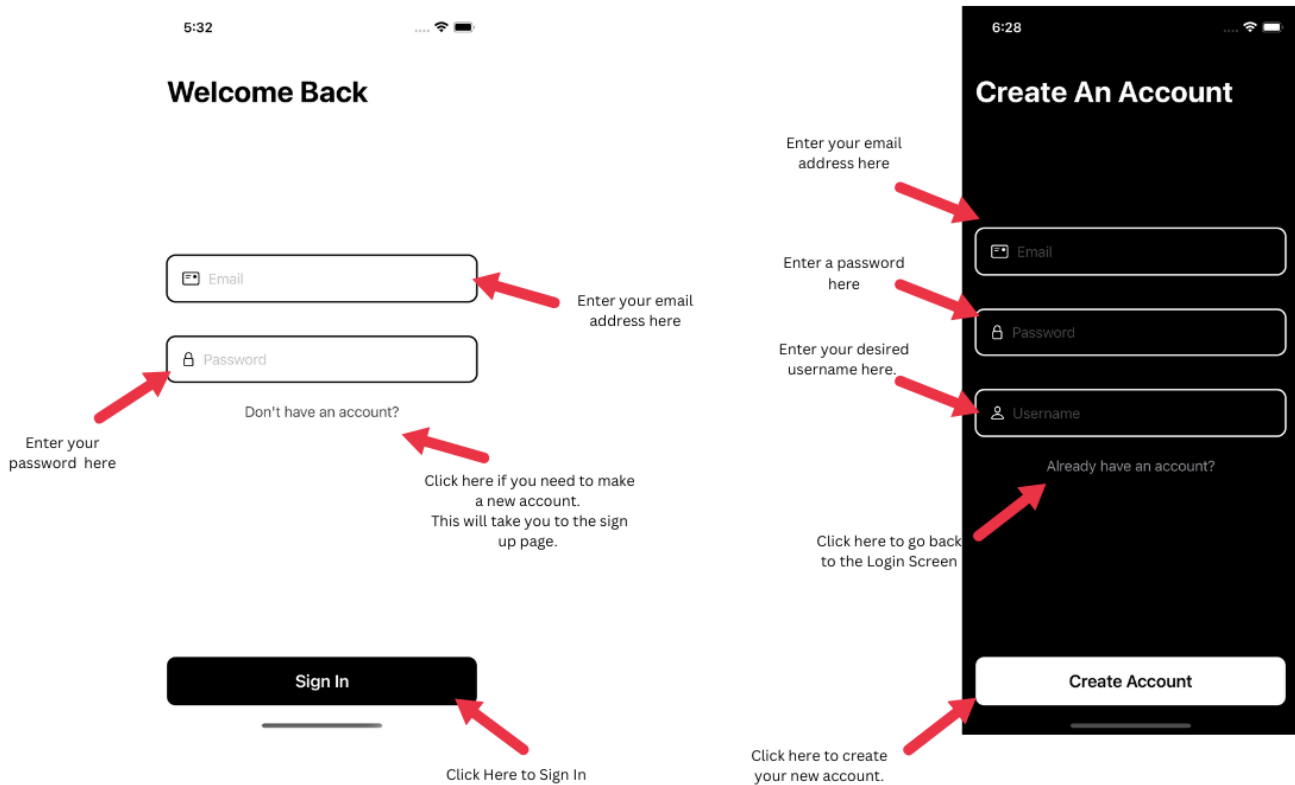 5:32
Welcome Back
Email
Enter your email
address here
Password
Don't have an account?
Enter your
password here
Click here if you need to make
a new account.
This will take you to the sign
up page.
Sign In
Click Here to Sign In
6:28
Create An Account
Enter your email
address here
Email
Enter a password
here
Password
Enter your desired
username here.
Username
Already have an account?
Click here to go back
to the Login Screen
Create Account
Click here to create
your new account.